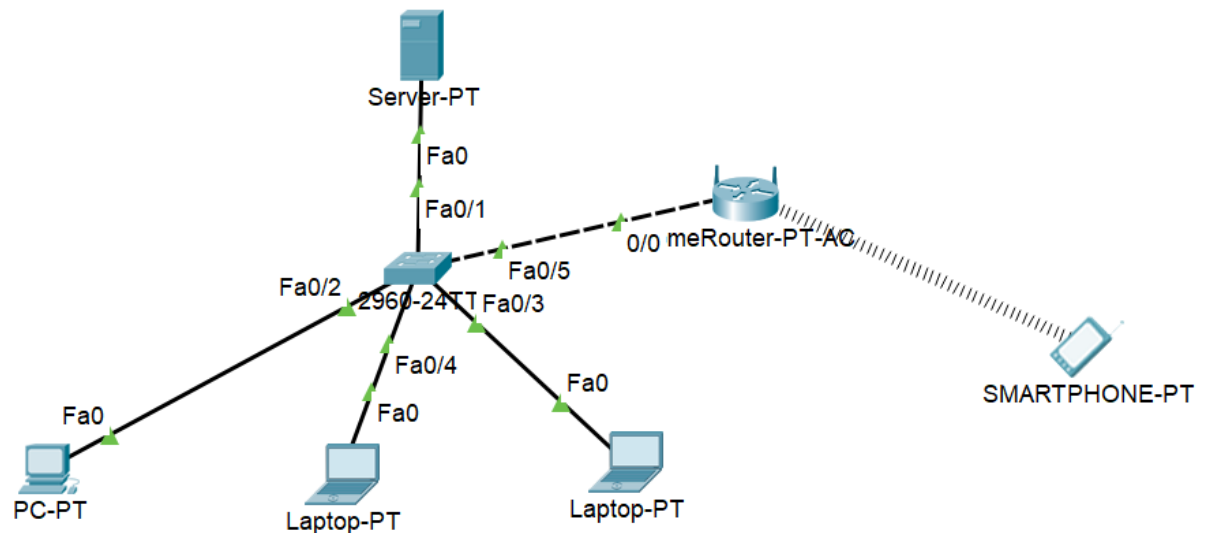 Server-PT
Fa0
Fa0/1
0/0
meRouter-PT-AC
Fa0/5
Fa0/2
2960-24TT
Fa0/3
Fa0/4
Fa0
Fa0
Fa0
SMARTPHONE-PT
PC-PT
Laptop-PT
Laptop-PT